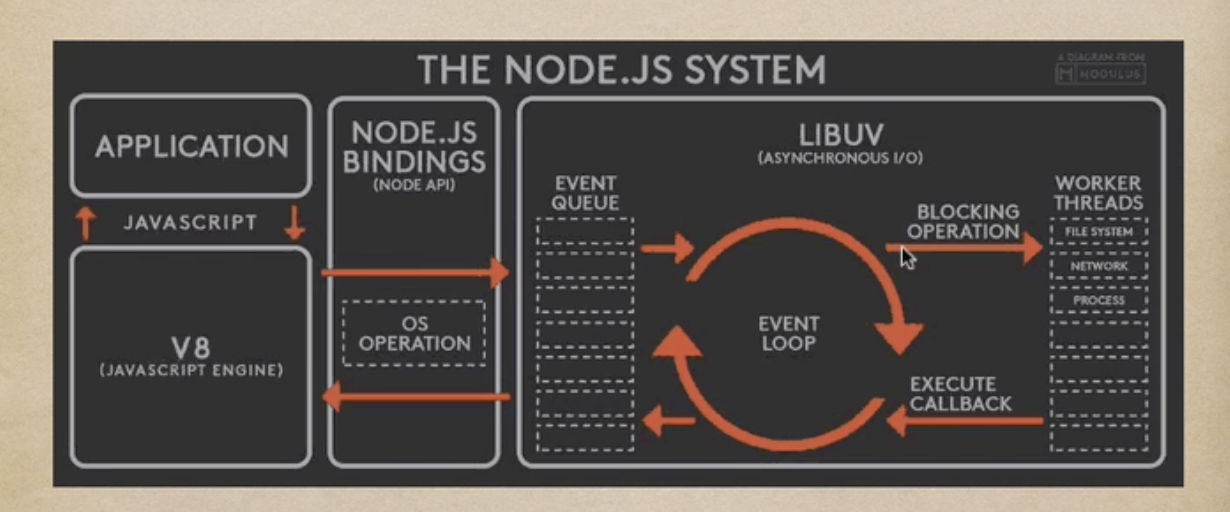 THE NODE.JS SYSTEM
A DIAGRAM FROM
MODULUS
APPLICATION
JAVASCRIPT
V8
(JAVASCRIPT ENGINE)
NODE.JS
BINDINGS
(NODE API)
OS
OPERATION
LIBUV
(ASYNCHRONOUS I/O)
EVENT
QUEUE
EVENT
LOOP
BLOCKING
OPERATION
EXECUTE
CALLBACK
WORKER
THREADS
FILE SYSTEM
NETWORK
PROCESS